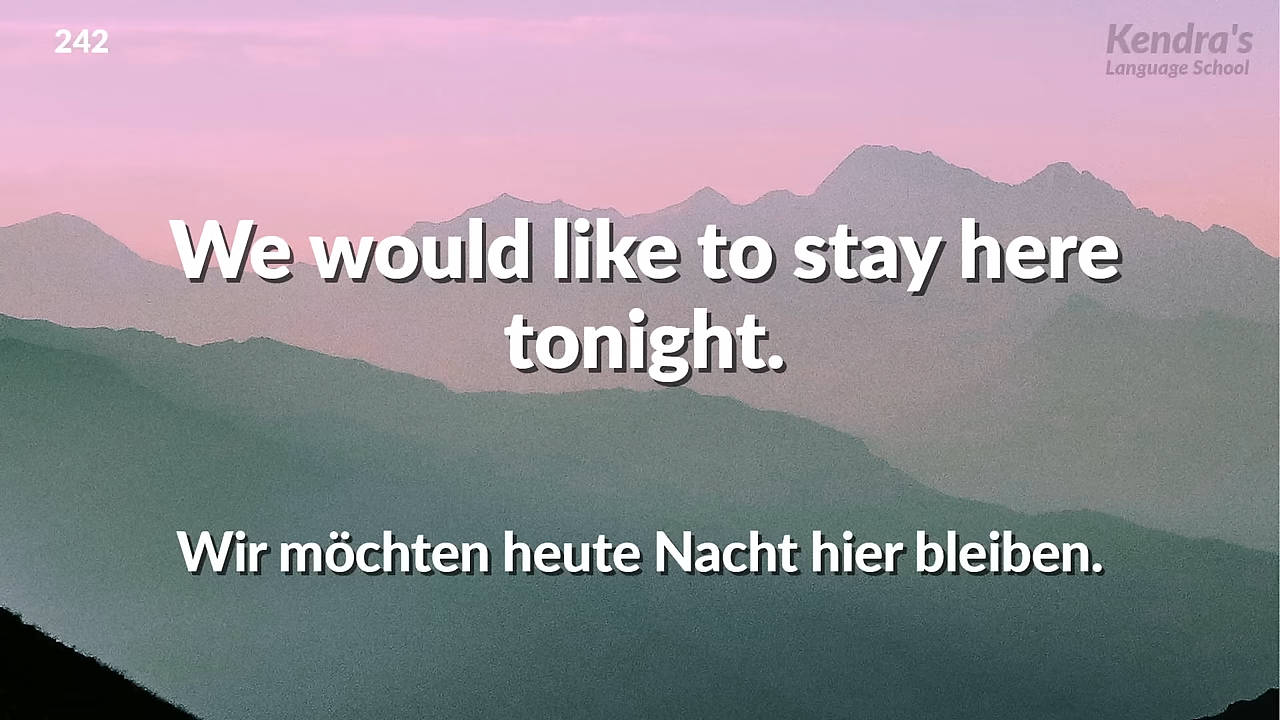 242
Kendra's
Language School
We would like to stay here
tonight.
Wir möchten heute Nacht hier bleiben.